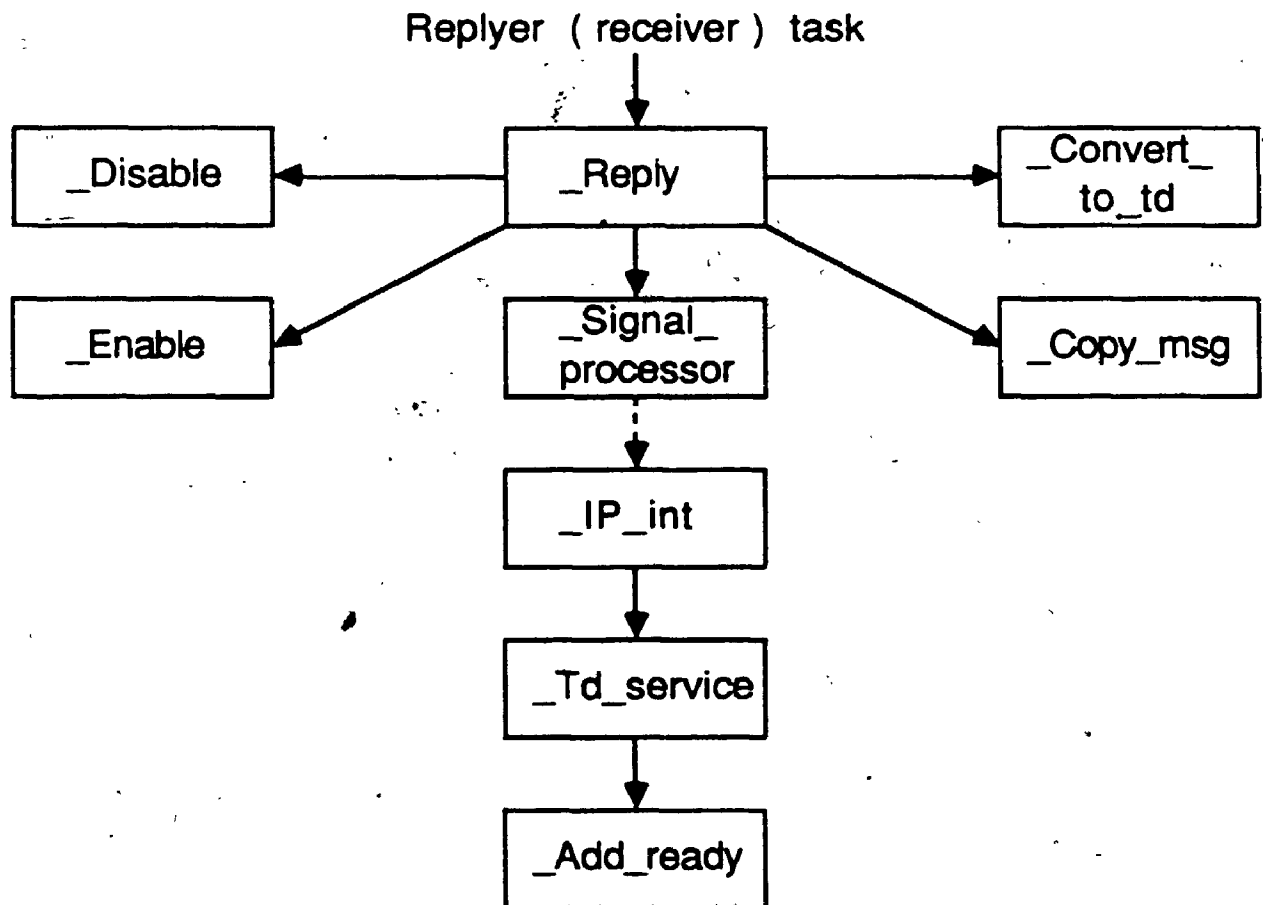 Replyer ( receiver ) task
_Disable
_Reply
_Convert_
to_td
_Enable
_Signal_
processor
_Copy_msg
_IP_int
_Td_service
_Add_ready